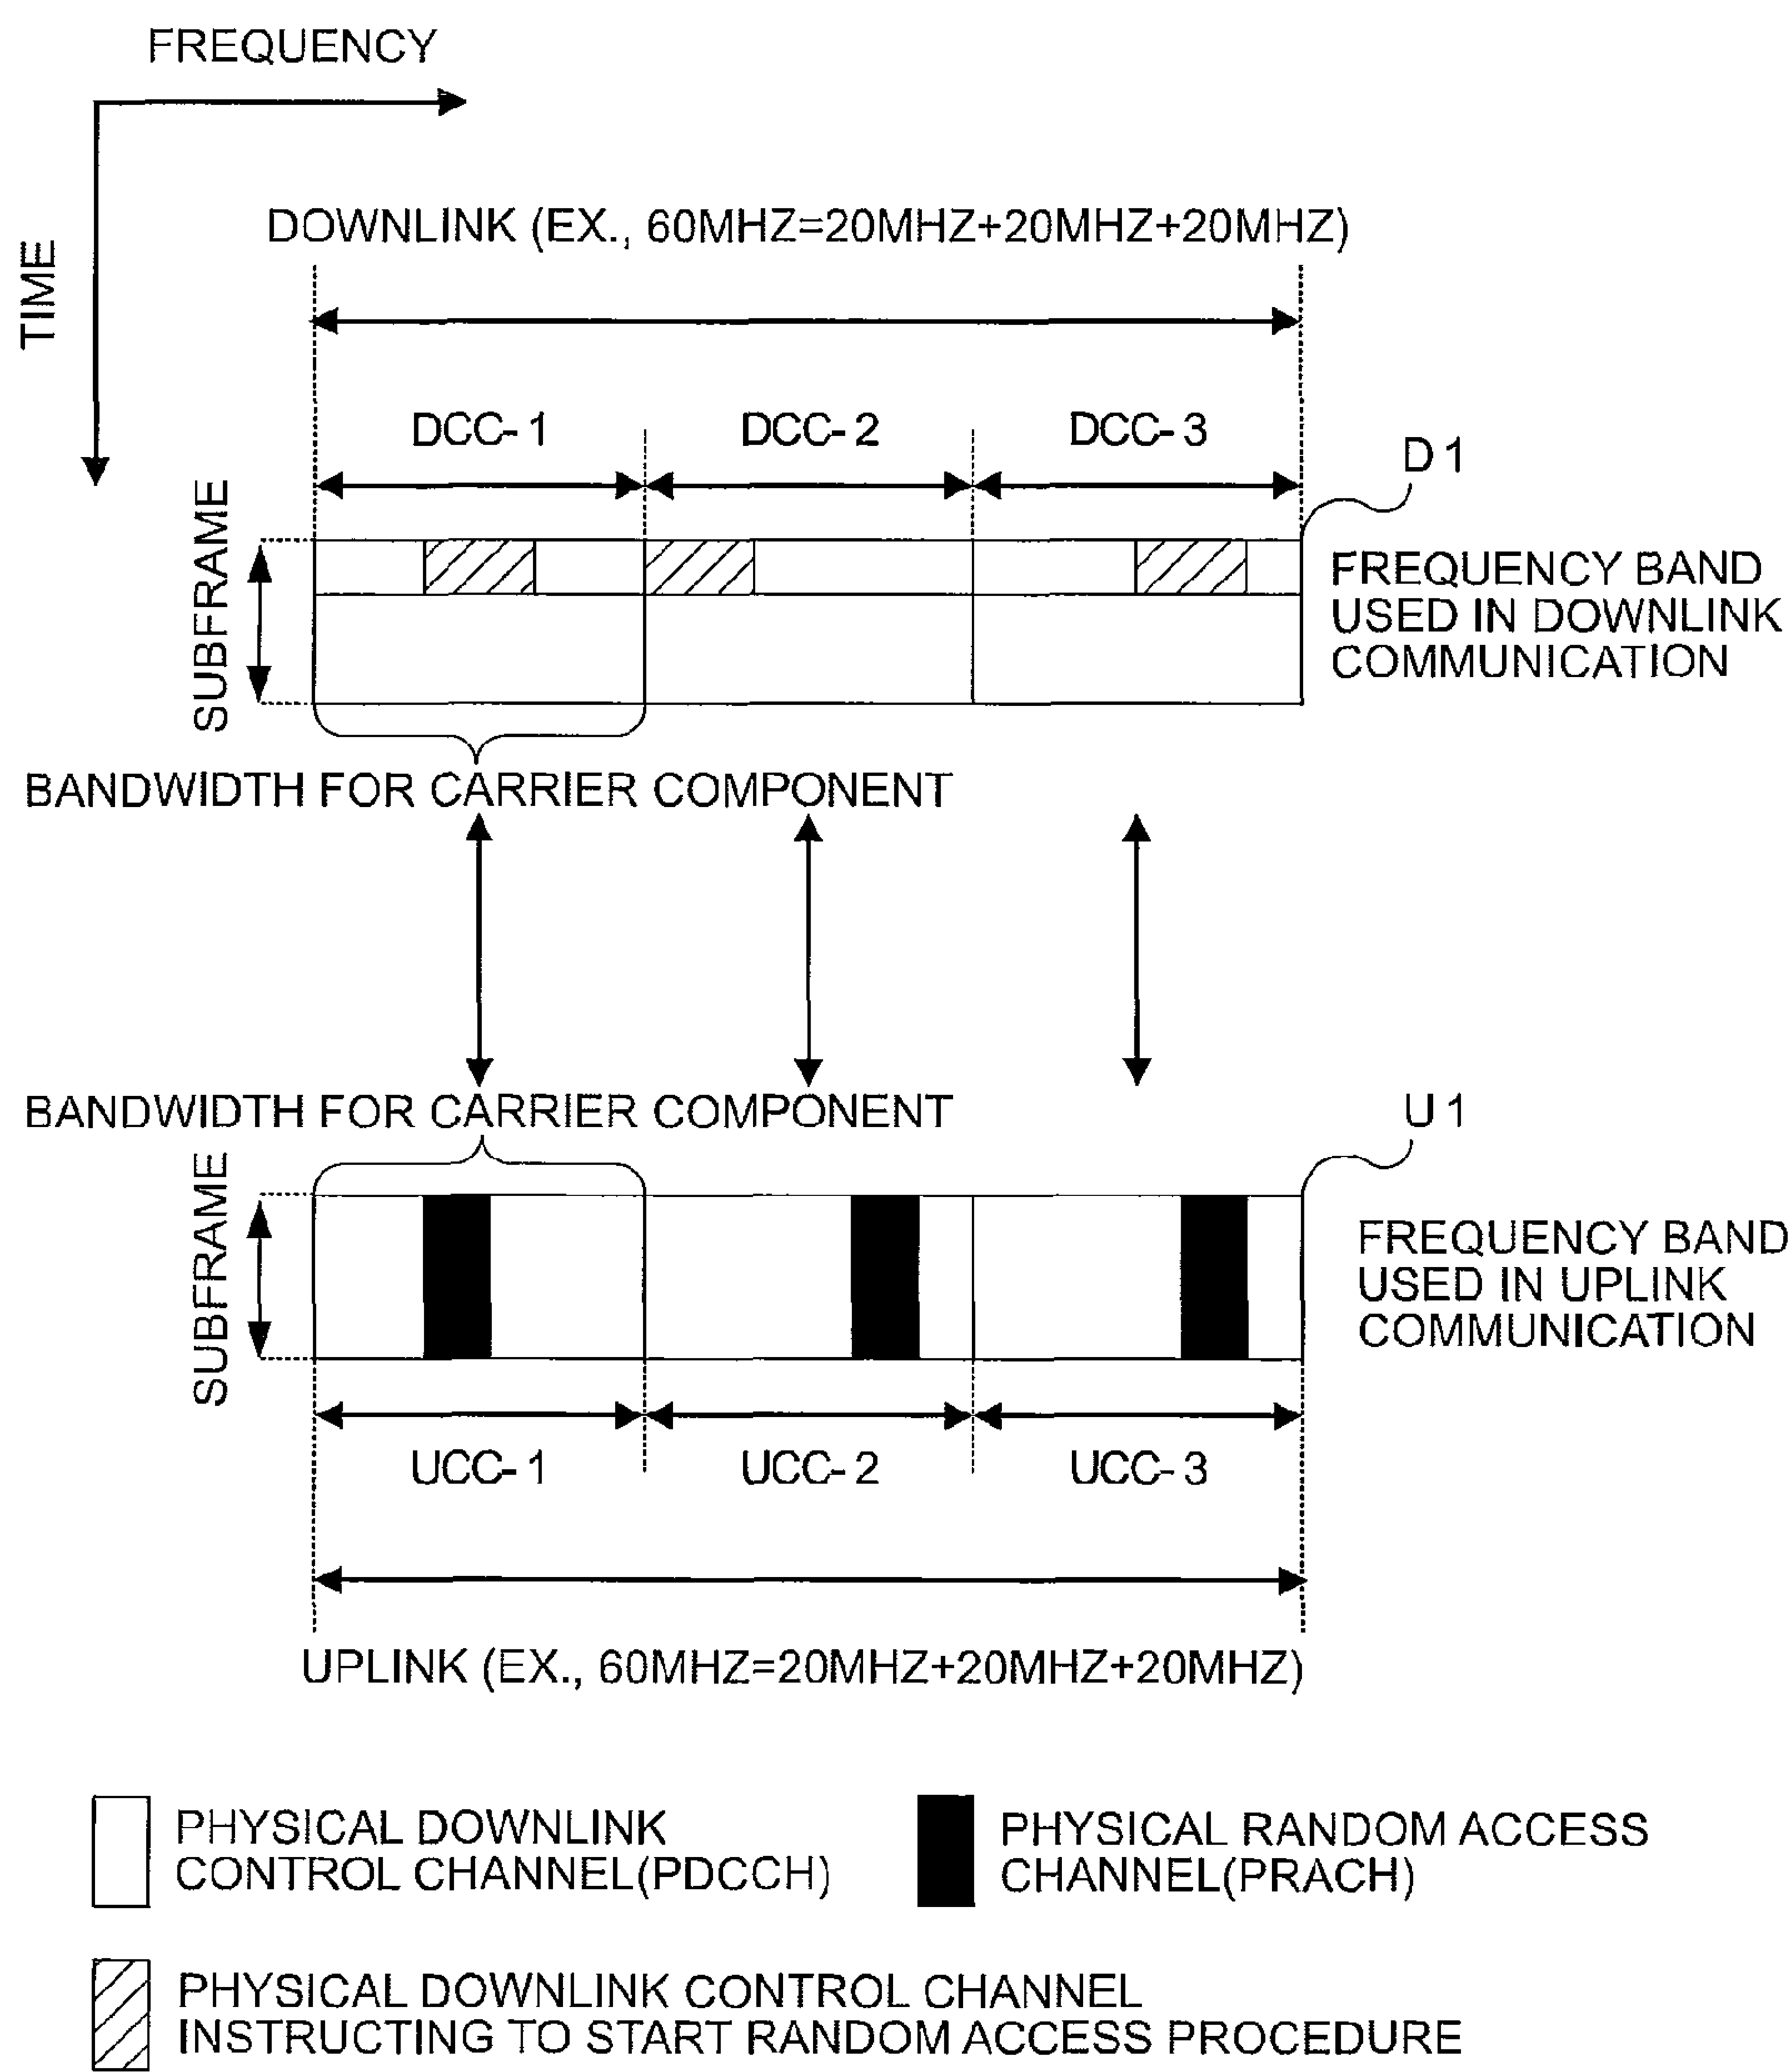 FREQUENCY
TIME
DOWNLINK (EX., 60MHZ=20MHZ+20MHZ+20MHZ)
DCC-1
DCC-2
DCC-3
D1
SUBFRAME
FREQUENCY BAND
USED IN DOWNLINK
COMMUNICATION
BANDWIDTH FOR CARRIER COMPONENT
BANDWIDTH FOR CARRIER COMPONENT
U1
SUBFRAME
FREQUENCY BAND
USED IN UPLINK
COMMUNICATION
UCC-1
UCC-2
UCC-3
UPLINK (EX., 60MHZ=20MHZ+20MHZ+20MHZ)
PHYSICAL DOWNLINK
CONTROL CHANNEL(PDCCH)
PHYSICAL RANDOM ACCESS
CHANNEL(PRACH)
PHYSICAL DOWNLINK CONTROL CHANNEL
INSTRUCTING TO START RANDOM ACCESS PROCEDURE